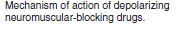 Mechanism of action of depolarizing
neuromuscular-blocking drugs.